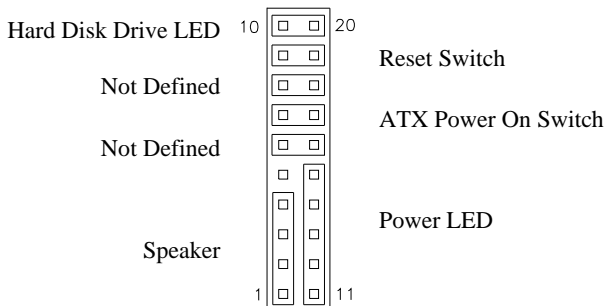 Hard Disk Drive LED
10
20
Reset Switch
Not Defined
ATX Power On Switch
Not Defined
Power LED
Speaker
1
11